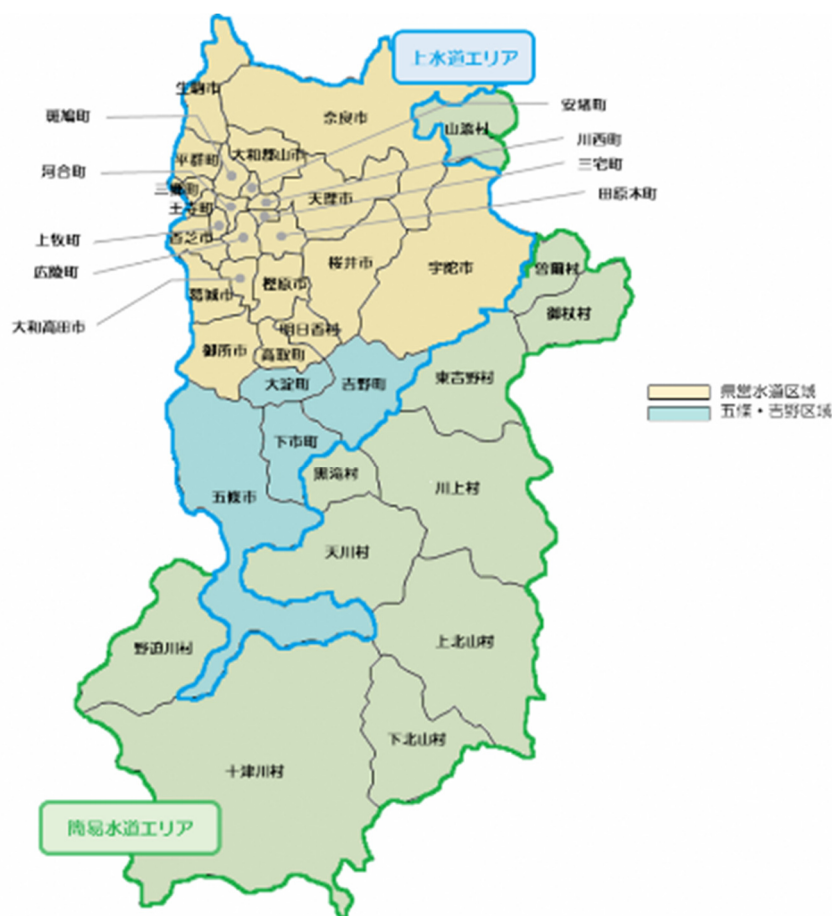 上水道エリア
生駒市
斑鳩町
奈良市
安堵町
山添村
川西町
平群町
大和郡山市
河合町
三郷町
三宅町
天理市
田原本町
王寺町
上牧町
香芝市
広陵町
桜井市
宇陀市
曽爾村
橿原市
葛城市
御杖村
大和高田市
明日香村
御所市
高取町
大淀町
吉野町
東吉野村
県営水道区域
五條・吉野区域
下市町
黒滝村
川上村
五條市
天川村
野迫川村
上北山村
下北山村
十津川村
簡易水道エリア